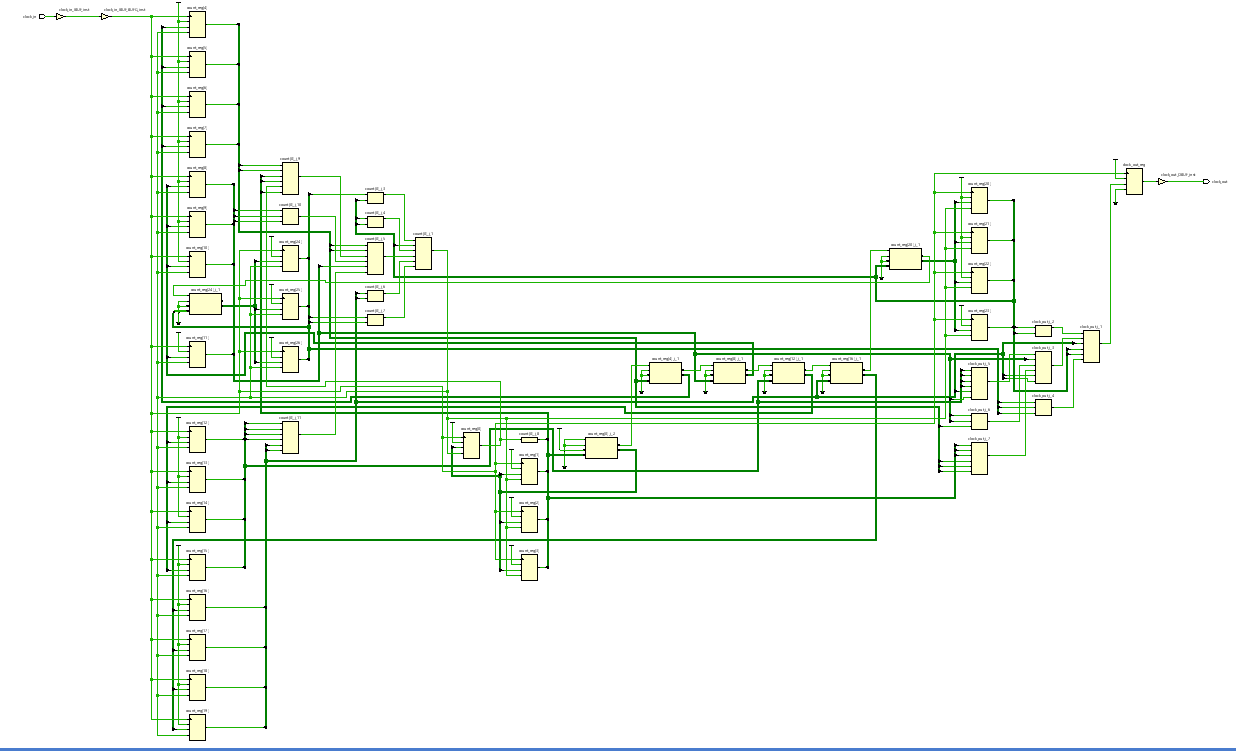 clock_in
clock_in_IBUF_inst
clock_in_IBUF_BUFG_inst
count_reg[4]
count_reg[5]
count_reg[6]
count_reg[7]
count_reg[8]
count_reg[9]
count_reg[10]
count_reg[11]
count_reg[12]
count_reg[13]
count_reg[14]
count_reg[15]
count_reg[16]
count_reg[17]
count_reg[18]
count_reg[19]
count_reg[24]_i_1
count[0]_i_9
count[0]_i_10
count_reg[24]
count_reg[25]
count_reg[26]
count[0]_i_11
count[0]_i_3
count[0]_i_4
count[0]_i_5
count[0]_i_6
count[0]_i_7
count[0]_i_1
count_reg[0]
count[0]_i_8
count_reg[1]
count_reg[2]
count_reg[3]
count_reg[0]_i_2
count_reg[4]_i_1
count_reg[8]_i_1
count_reg[12]_i_1
count_reg[16]_i_1
count_reg[20]_i_1
count_reg[20]
count_reg[21]
count_reg[22]
count_reg[23]
clock_out_i_5
clock_out_i_6
clock_out_i_7
clock_out_i_2
clock_out_i_3
clock_out_i_4
clock_out_i_1
clock_out_reg
clock_out_OBUF_inst
clock_out